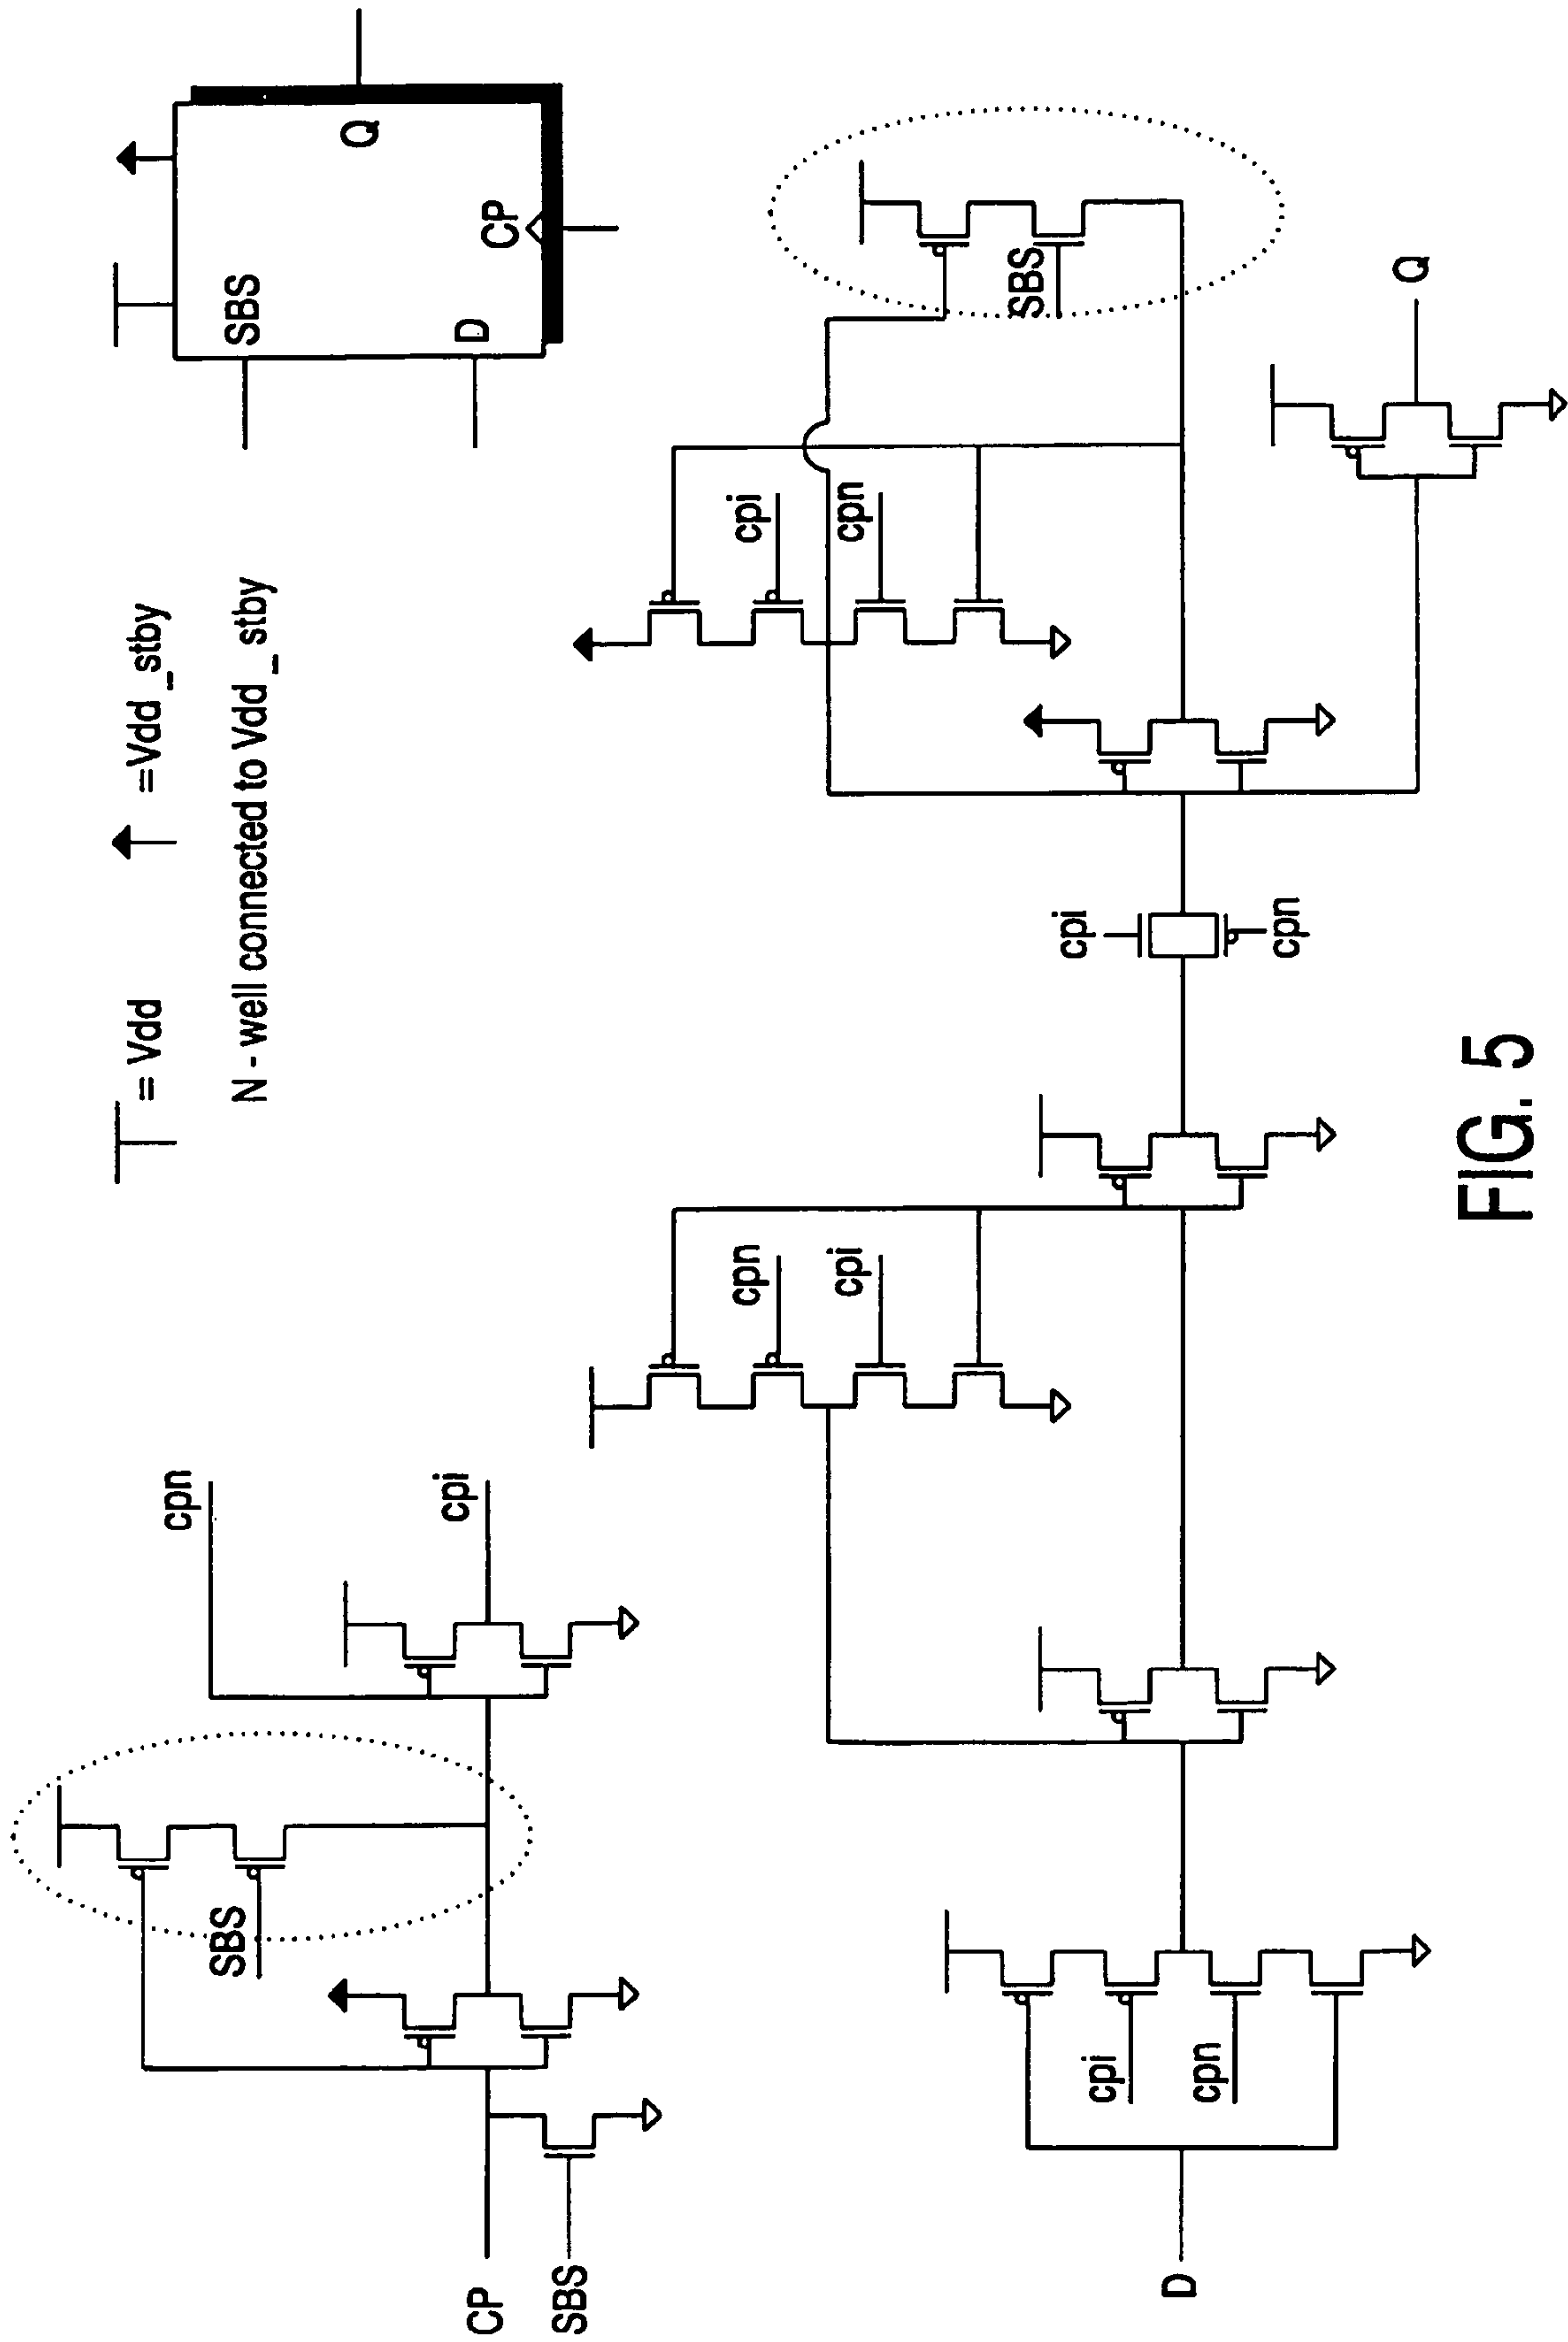 = Vdd
=Vdd_stby
N - well connected to Vdd_stby
SBS
Q
D
CP
cpn
SBS
cpi
CP
SBS
cpn
cpi
cpi
cpn
SBS
cpi
cpn
D
cpi
cpn
Q
FIG. 5